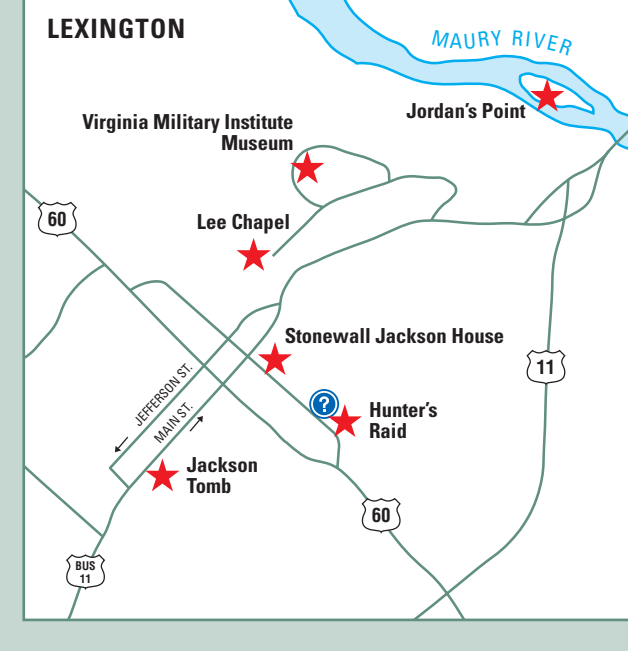 LEXINGTON
MAURY RIVER
Jordan's Point
Virginia Military Institute
Museum
60
Lee Chapel
Stonewall Jackson House
11
JEFFERSON ST.
MAIN ST.
?
Hunter's
Raid
Jackson
Tomb
60
BUS
11